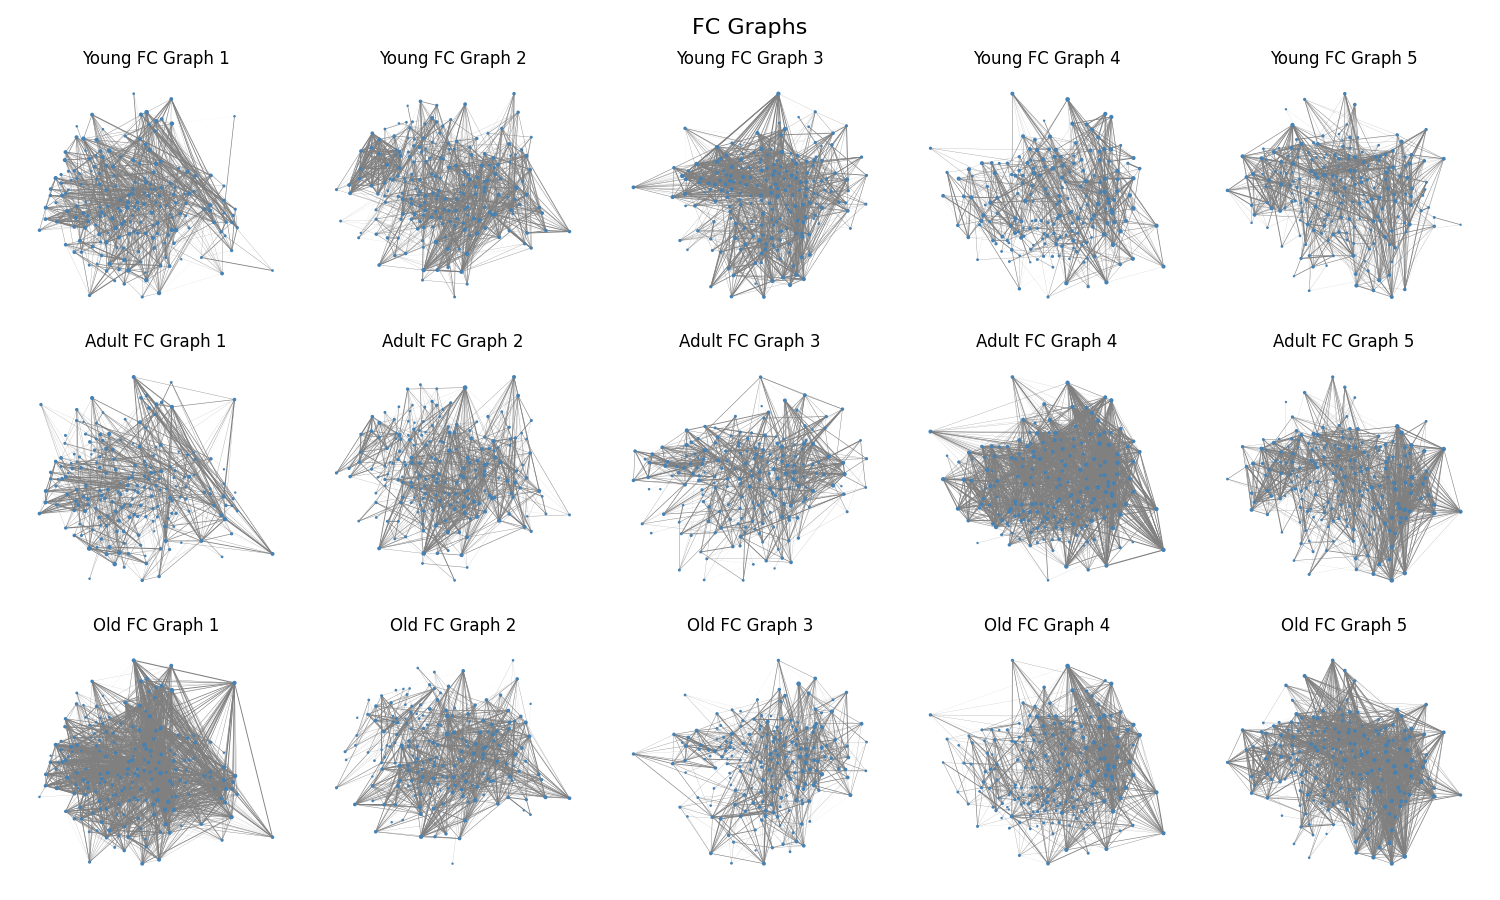 FC Graphs
Young FC Graph 1
Young FC Graph 2
Young FC Graph 3
Young FC Graph 4
Young FC Graph 5
Adult FC Graph 1
Adult FC Graph 2
Adult FC Graph 3
Adult FC Graph 4
Adult FC Graph 5
Old FC Graph 1
Old FC Graph 2
Old FC Graph 3
Old FC Graph 4
Old FC Graph 5